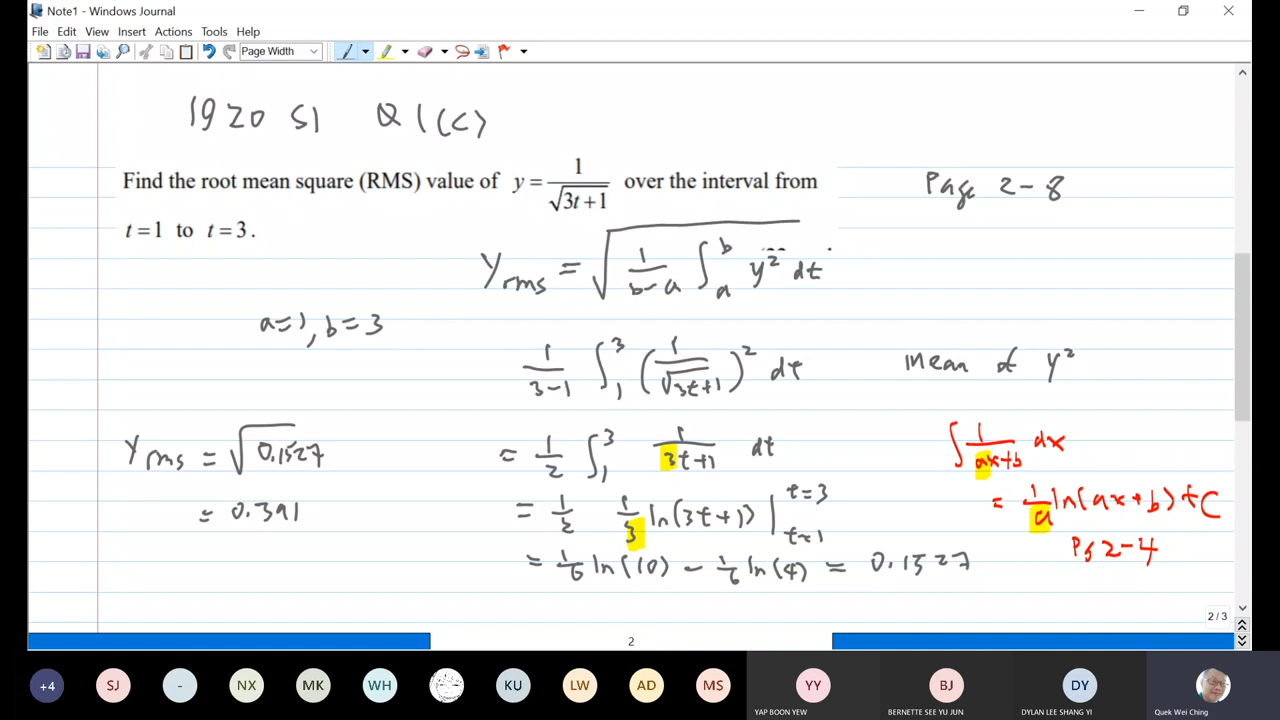 Note1 - Windows Journal
File Edit View Insert Actions Tools Help
Page Width
1920 S1 Q1(c)
Find the root mean square (RMS) value of y = 1/√(3t+1) over the interval from
t = 1 to t = 3.
Page 2-8
Yrms = √(1/(b-a) ∫_a^b y² dt)
a=1, b=3
1/(3-1) ∫_1^3 (1/√(3t+1))² dt
Mean of y²
= 1/2 ∫_1^3 1/(3t+1) dt
= 1/2 1/3 ln(3t+1) |_{t=1}^{t=3}
= 1/6 ln(10) - 1/6 ln(4) = 0.1527
Yrms = √0.1527
= 0.391
∫ 1/(ax+b) dx
= 1/a ln(ax+b) + C
Pg 2-4
2/3
2
+4 SJ - NX MK WH KU LW AD MS YY BJ DY
YAP BOON YEW BERNETTE SEE YU JUN DYLAN LEE SHANG YI Quek Wei Ching